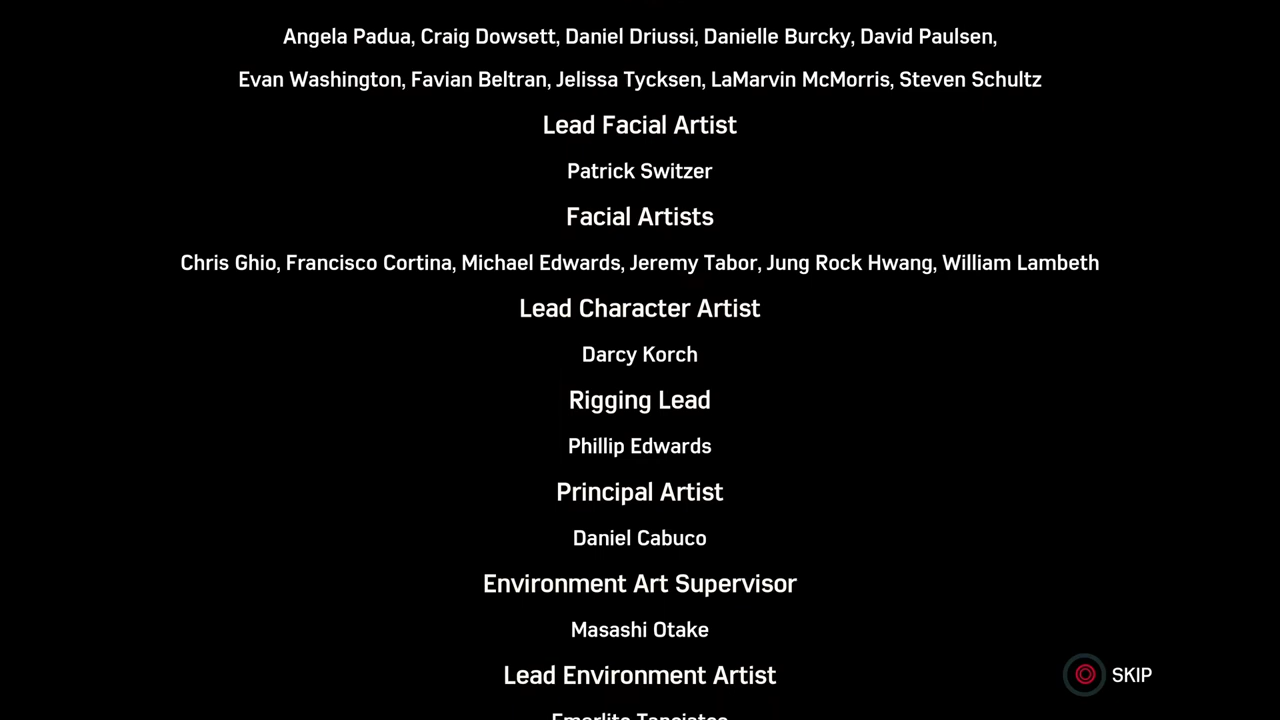 Angela Padua, Craig Dowsett, Daniel Driussi, Danielle Burcky, David Paulsen,
Evan Washington, Favian Beltran, Jelissa Tycksen, LaMarvin McMorris, Steven Schultz
Lead Facial Artist
Patrick Switzer
Facial Artists
Chris Ghio, Francisco Cortina, Michael Edwards, Jeremy Tabor, Jung Rock Hwang, William Lambeth
Lead Character Artist
Darcy Korch
Rigging Lead
Phillip Edwards
Principal Artist
Daniel Cabuco
Environment Art Supervisor
Masashi Otake
Lead Environment Artist
SKIP